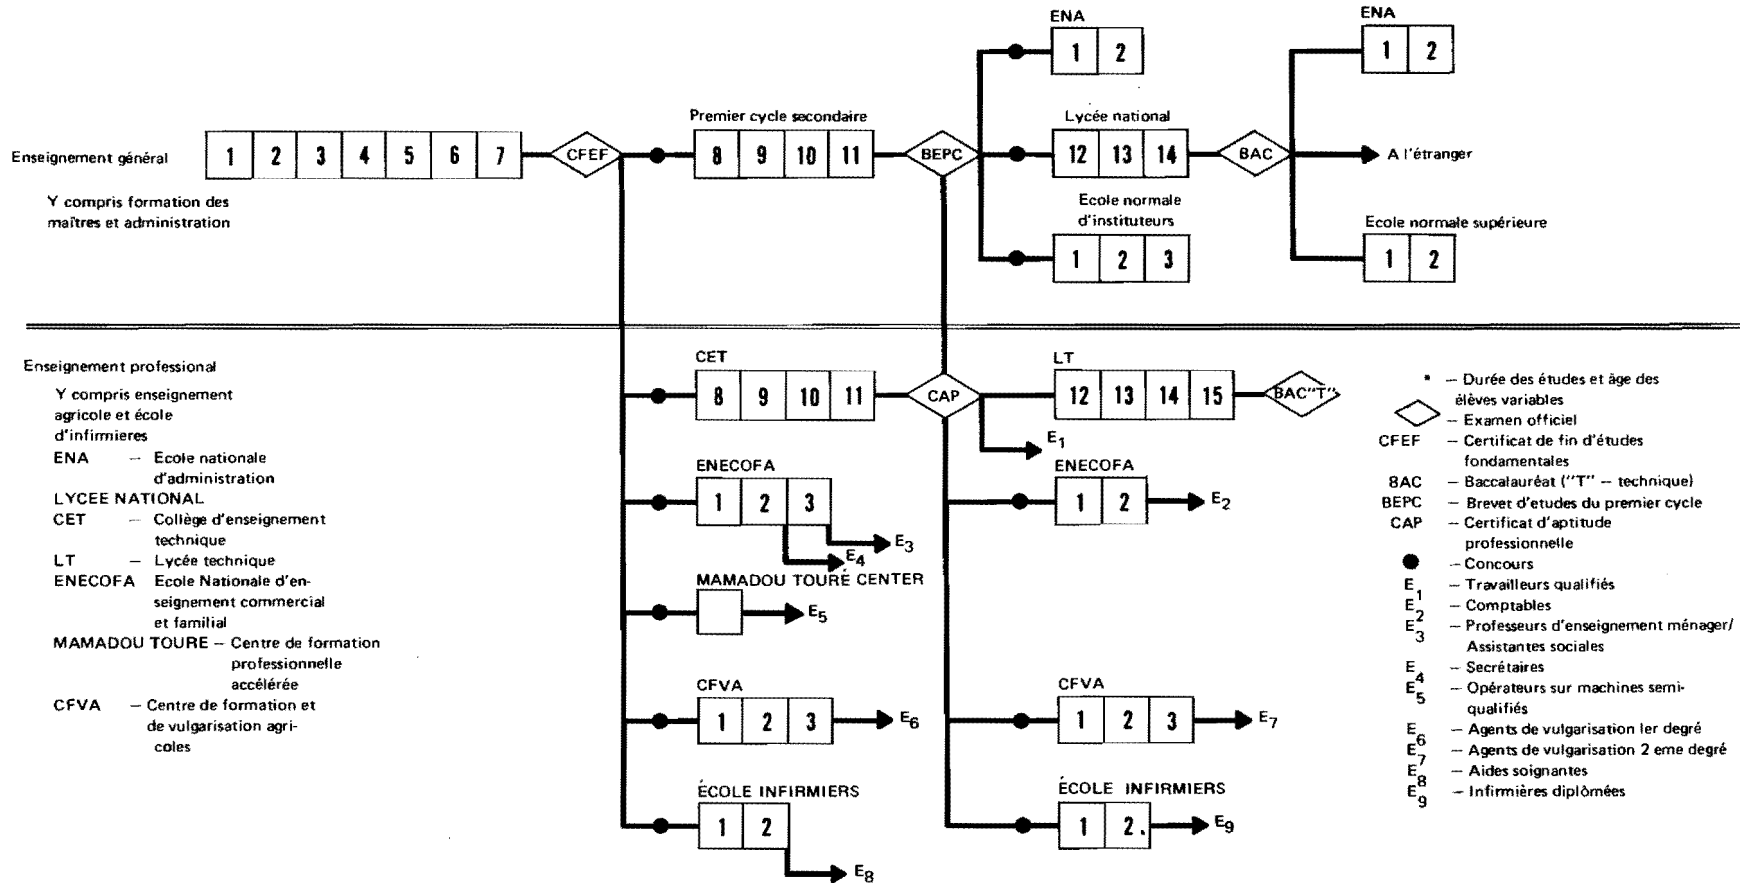 ENA
1 2
ENA
1 2
Premier cycle secondaire
Lycée national
Enseignement général
1 2 3 4 5 6 7
CFEF
8 9 10 11
BEPC
12 13 14
BAC
A l'étranger
Y compris formation des
maîtres et administration
Ecole normale
d'instituteurs
1 2 3
Ecole normale supérieure
1 2
Enseignement professional
Y compris enseignement
agricole et école
d'infirmieres
ENA — Ecole nationale
d'administration
LYCEE NATIONAL
CET — Collège d'enseignement
technique
LT — Lycée technique
ENECOFA Ecole Nationale d'en-
seignement commercial
et familial
MAMADOU TOURE — Centre de formation
professionnelle
accélérée
CFVA — Centre de formation et
de vulgarisation agri-
coles
CET
8 9 10 11
CAP
LT
12 13 14 15
BAC"T"
E1
ENECOFA
1 2 3
E3
E4
ENECOFA
1 2
E2
MAMADOU TOURÉ CENTER
E5
CFVA
1 2 3
E6
CFVA
1 2 3
E7
ÉCOLE INFIRMIERS
1 2
E8
ÉCOLE INFIRMIERS
1 2.
E9
* — Durée des études et âge des
élèves variables
— Examen officiel
CFEF — Certificat de fin d'études
fondamentales
BAC — Baccalauréat (''T'' — technique)
BEPC — Brevet d'etudes du premier cycle
CAP — Certificat d'aptitude
professionnelle
— Concours
E1 — Travailleurs qualifiés
E2 — Comptables
E3 — Professeurs d'enseignement ménager/
Assistantes sociales
E4 — Secrétaires
E5 — Opérateurs sur machines semi-
qualifiés
E6 — Agents de vulgarisation Ier degré
E7 — Agents de vulgarisation 2 eme degré
E8 — Aides soignantes
E9 — Infirmières diplômées